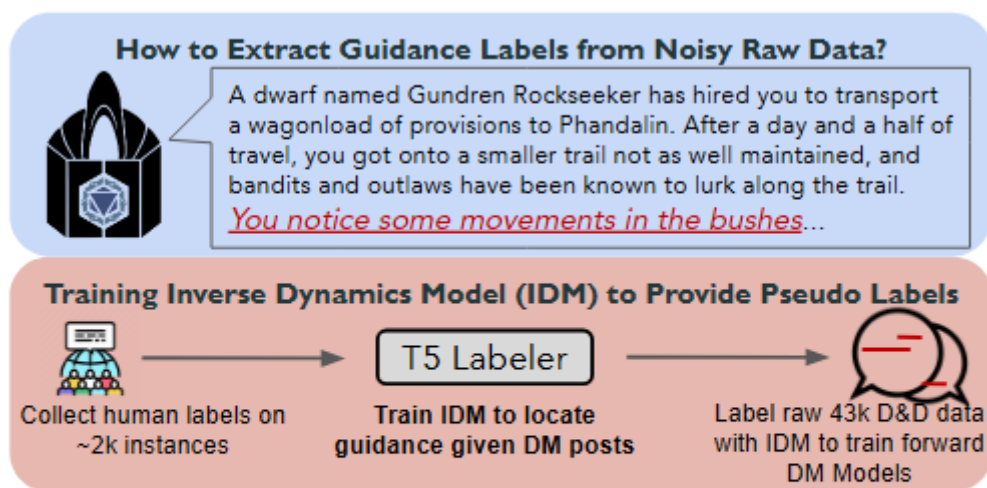 How to Extract Guidance Labels from Noisy Raw Data?
A dwarf named Gundren Rockseeker has hired you to transport
a wagonload of provisions to Phandalin. After a day and a half of
travel, you got onto a smaller trail not as well maintained, and
bandits and outlaws have been known to lurk along the trail.
You notice some movements in the bushes...
Training Inverse Dynamics Model (IDM) to Provide Pseudo Labels
T5 Labeler
Collect human labels on
~2k instances
Train IDM to locate
guidance given DM posts
Label raw 43k D&D data
with IDM to train forward
DM Models